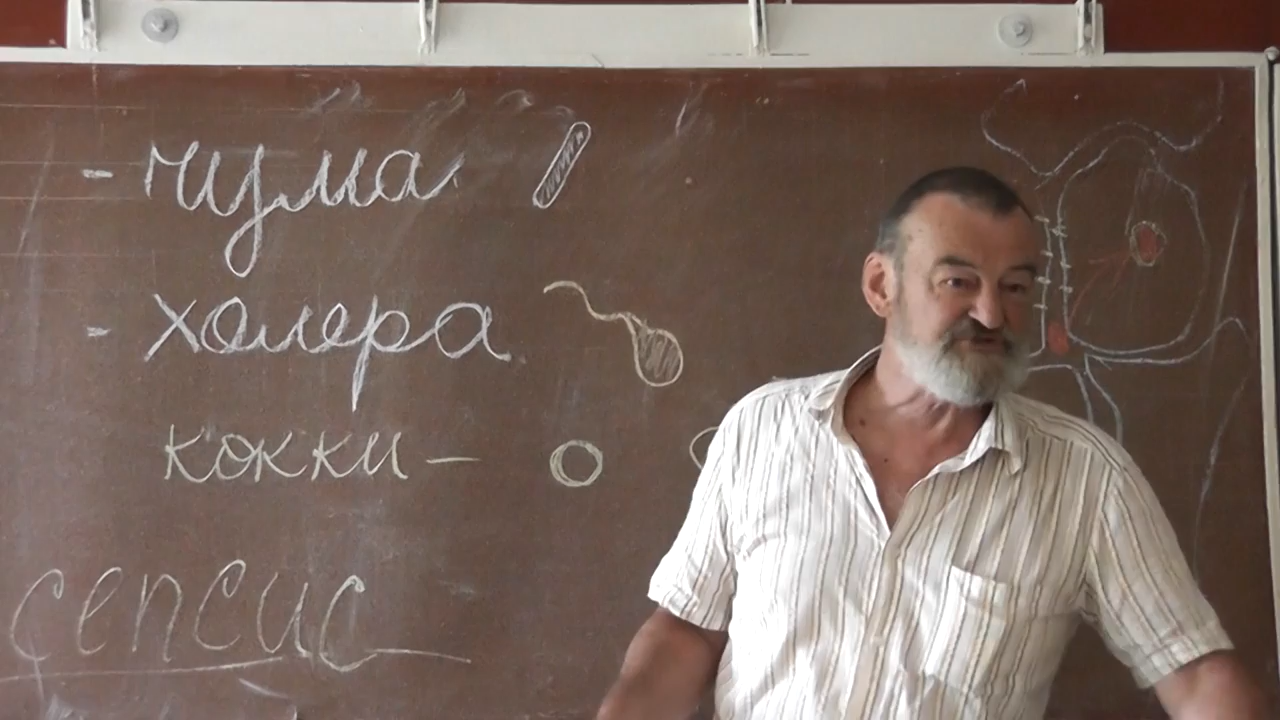 - чума
- холера
кокки —
сепсис